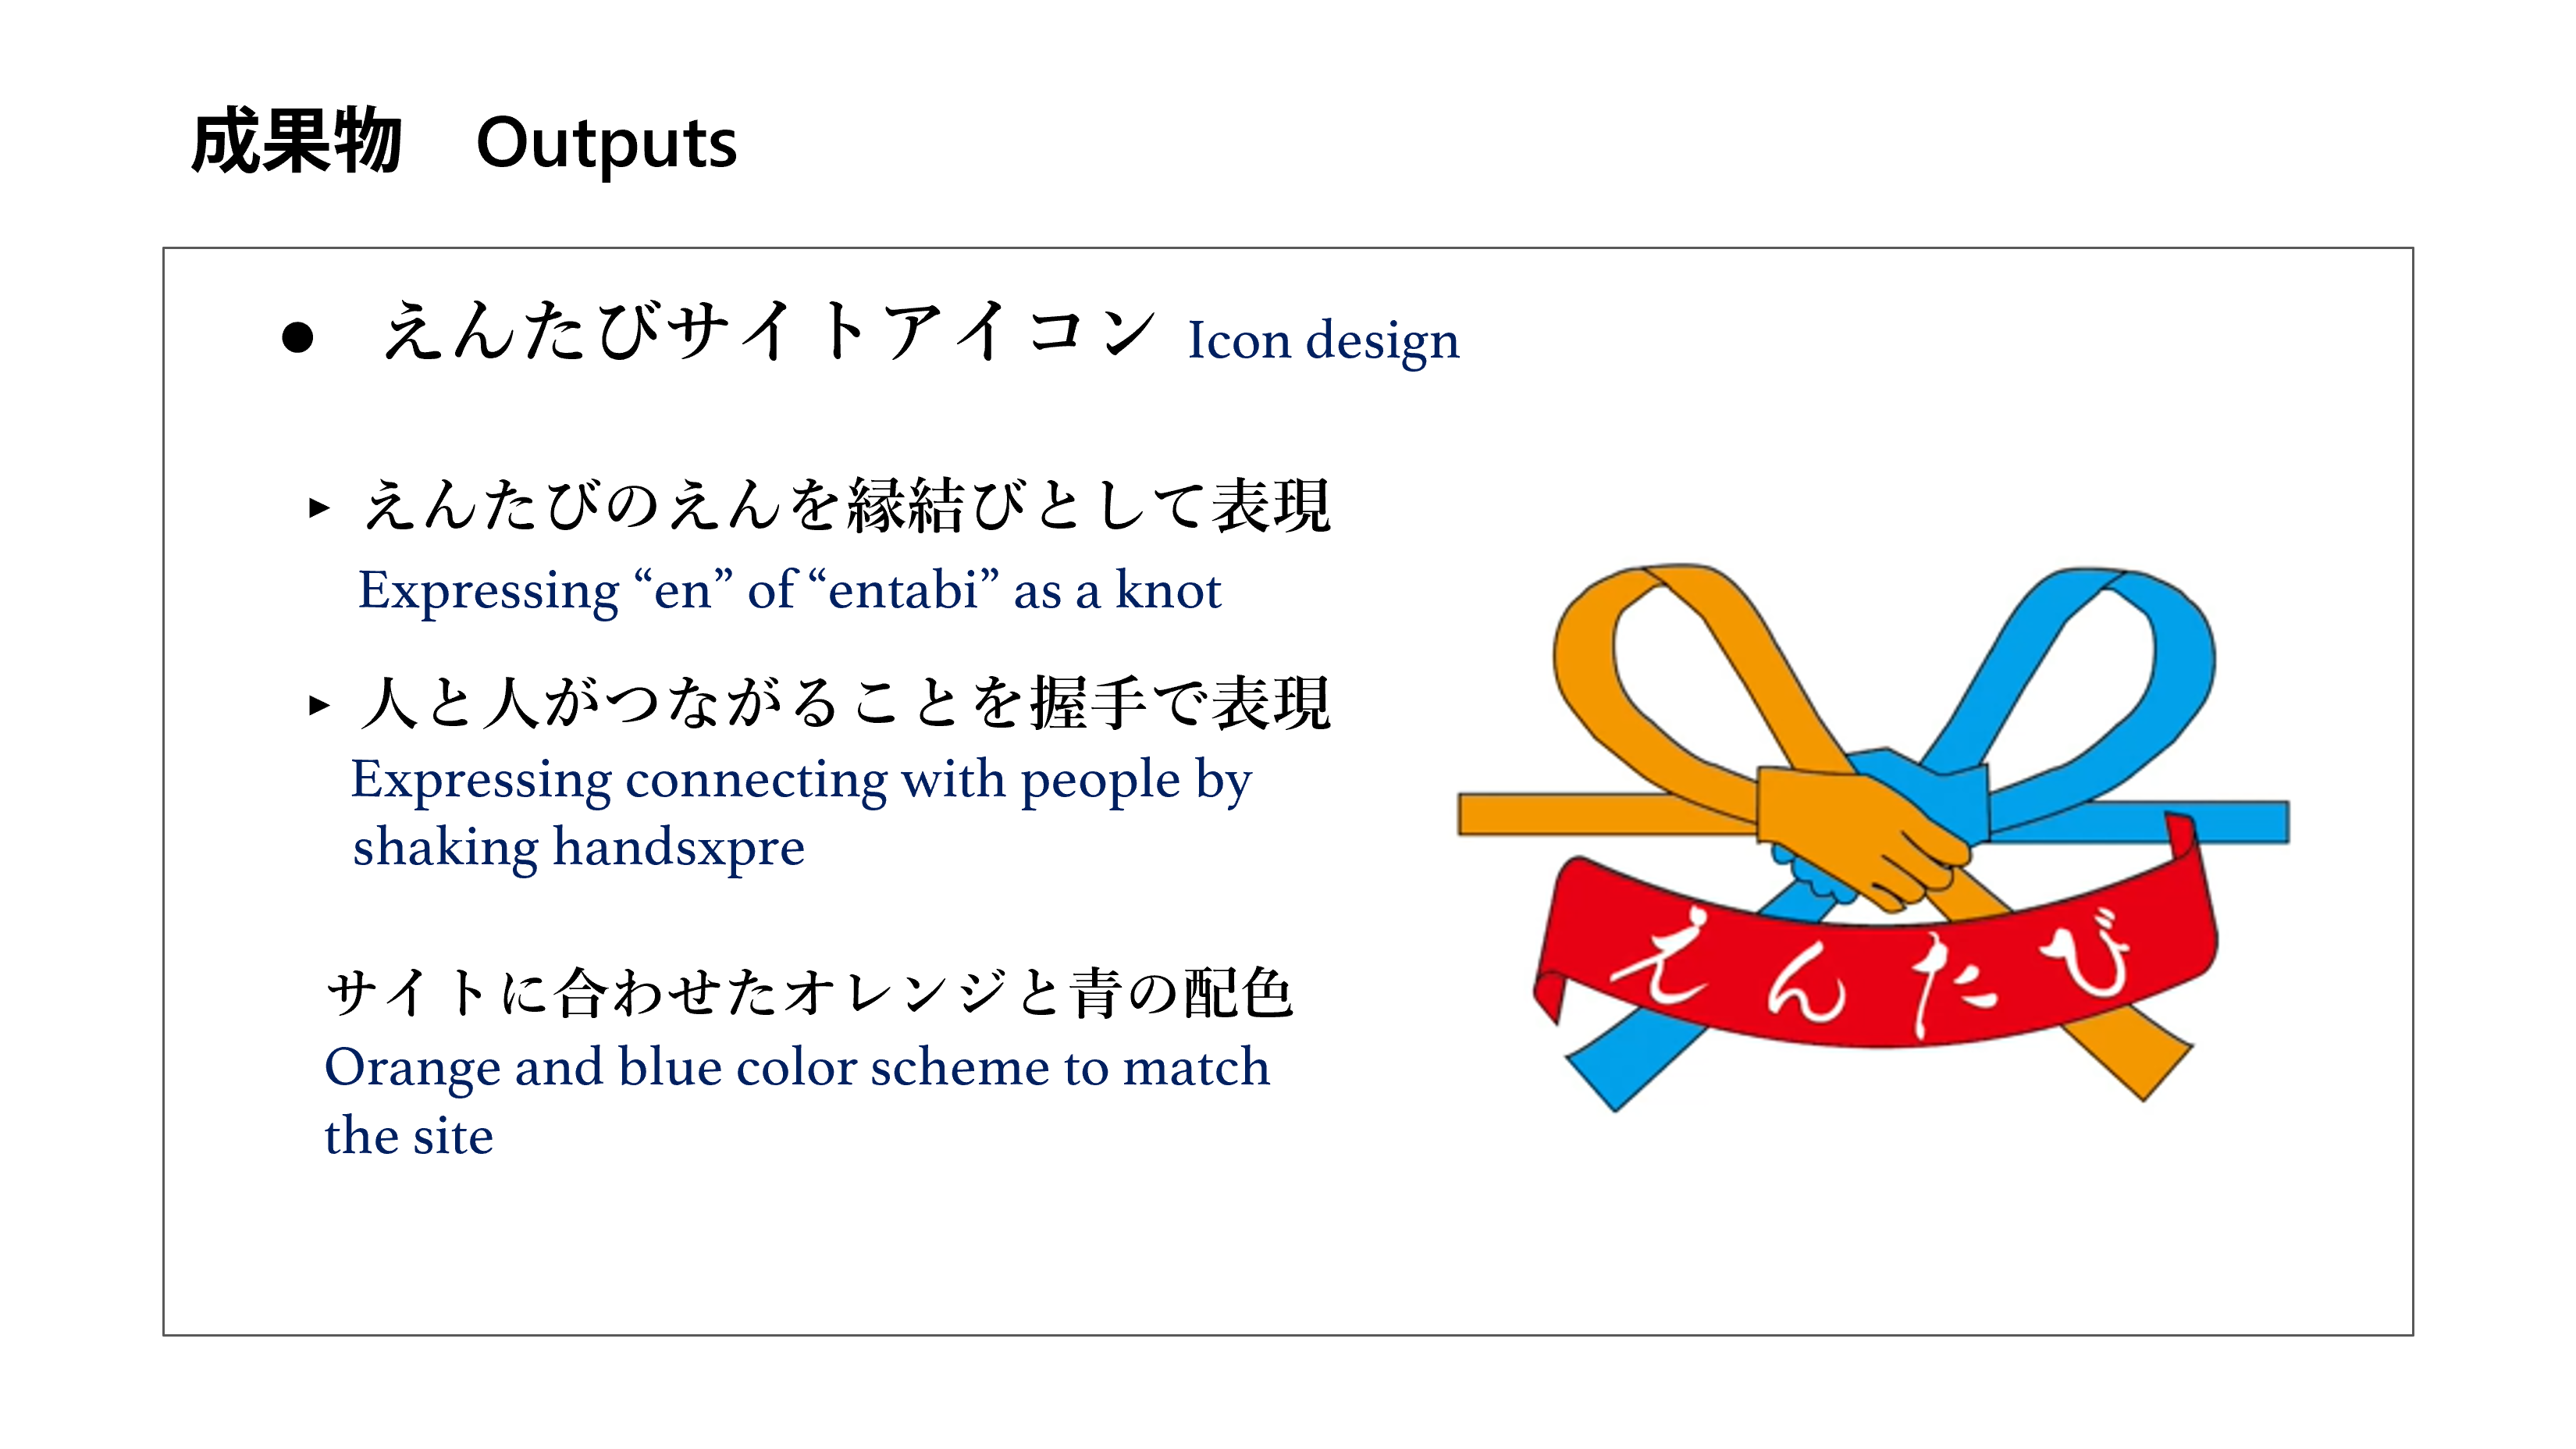 成果物　Outputs
● えんたびサイトアイコン Icon design
▸ えんたびのえんを縁結びとして表現
Expressing “en” of “entabi” as a knot
▸ 人と人がつながることを握手で表現
Expressing connecting with people by
shaking handsxpre
サイトに合わせたオレンジと青の配色
Orange and blue color scheme to match
the site
えんたび